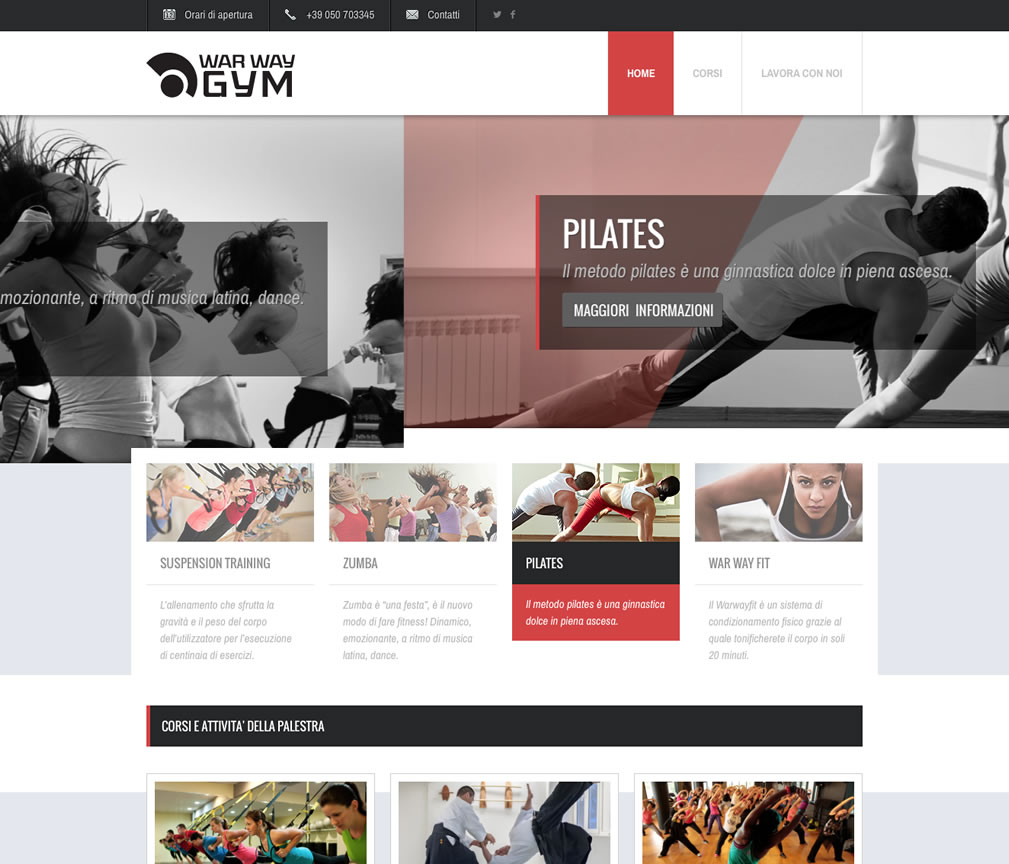 Orari di apertura
+39 050 703345
Contatti
WAR WAY
GYM
HOME
CORSI
LAVORA CON NOI
mozionante, a ritmo di musica latina, dance.
PILATES
Il metodo pilates è una ginnastica dolce in piena ascesa.
MAGGIORI INFORMAZIONI
SUSPENSION TRAINING
L'allenamento che sfrutta la
gravità e il peso del corpo
dell'utilizzatore per l'esecuzione
di centinaia di esercizi.
ZUMBA
Zumba è "una festa", è il nuovo
modo di fare fitness! Dinamico,
emozionante, a ritmo di musica
latina, dance.
PILATES
Il metodo pilates è una ginnastica
dolce in piena ascesa.
WAR WAY FIT
Il Warwayfit è un sistema di
condizionamento fisico grazie al
quale tonificherete il corpo in soli
20 minuti.
CORSI E ATTIVITA' DELLA PALESTRA